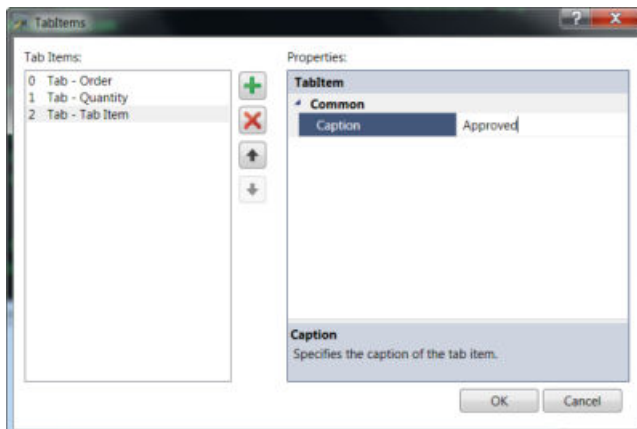 TabItems
Tab Items:
Properties:
0 Tab - Order
1 Tab - Quantity
2 Tab - Tab Item
TabItem
Common
Caption Approved
Caption
Specifies the caption of the tab item.
OK Cancel